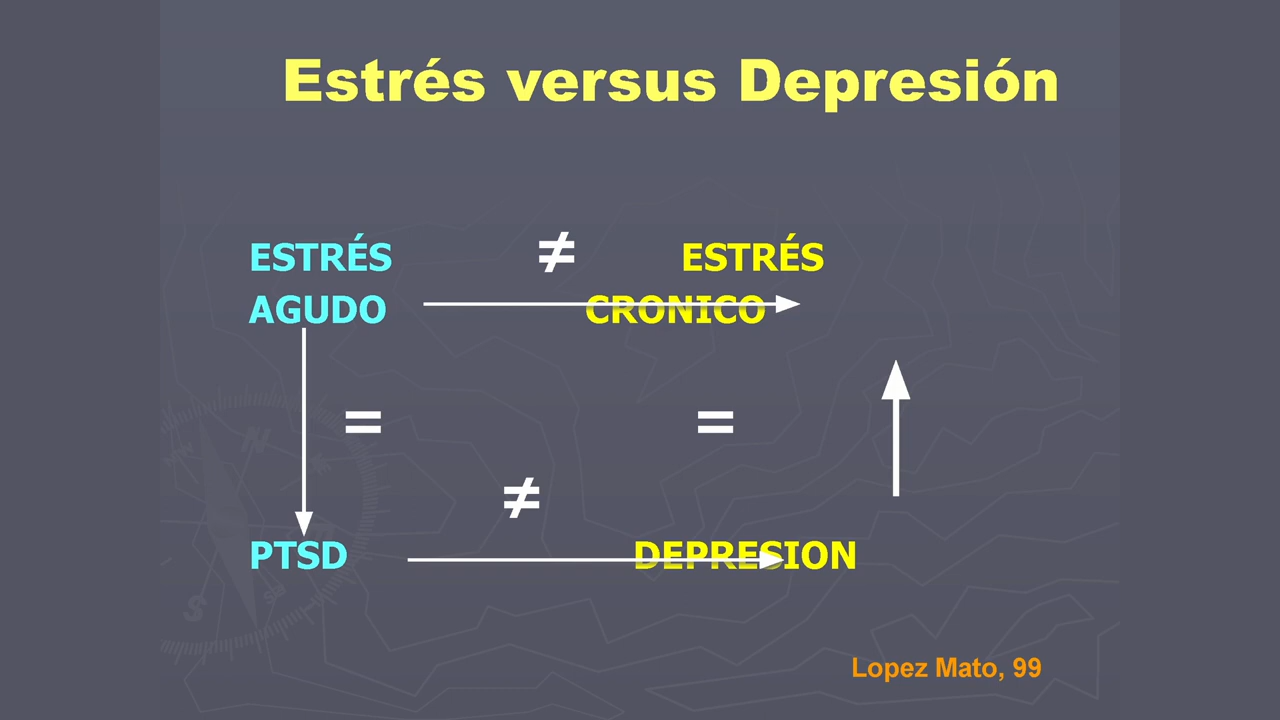 Estrés versus Depresión
ESTRÉS ≠ ESTRÉS
AGUDO CRONICO
= =
≠
PTSD DEPRESION
Lopez Mato, 99
N
S